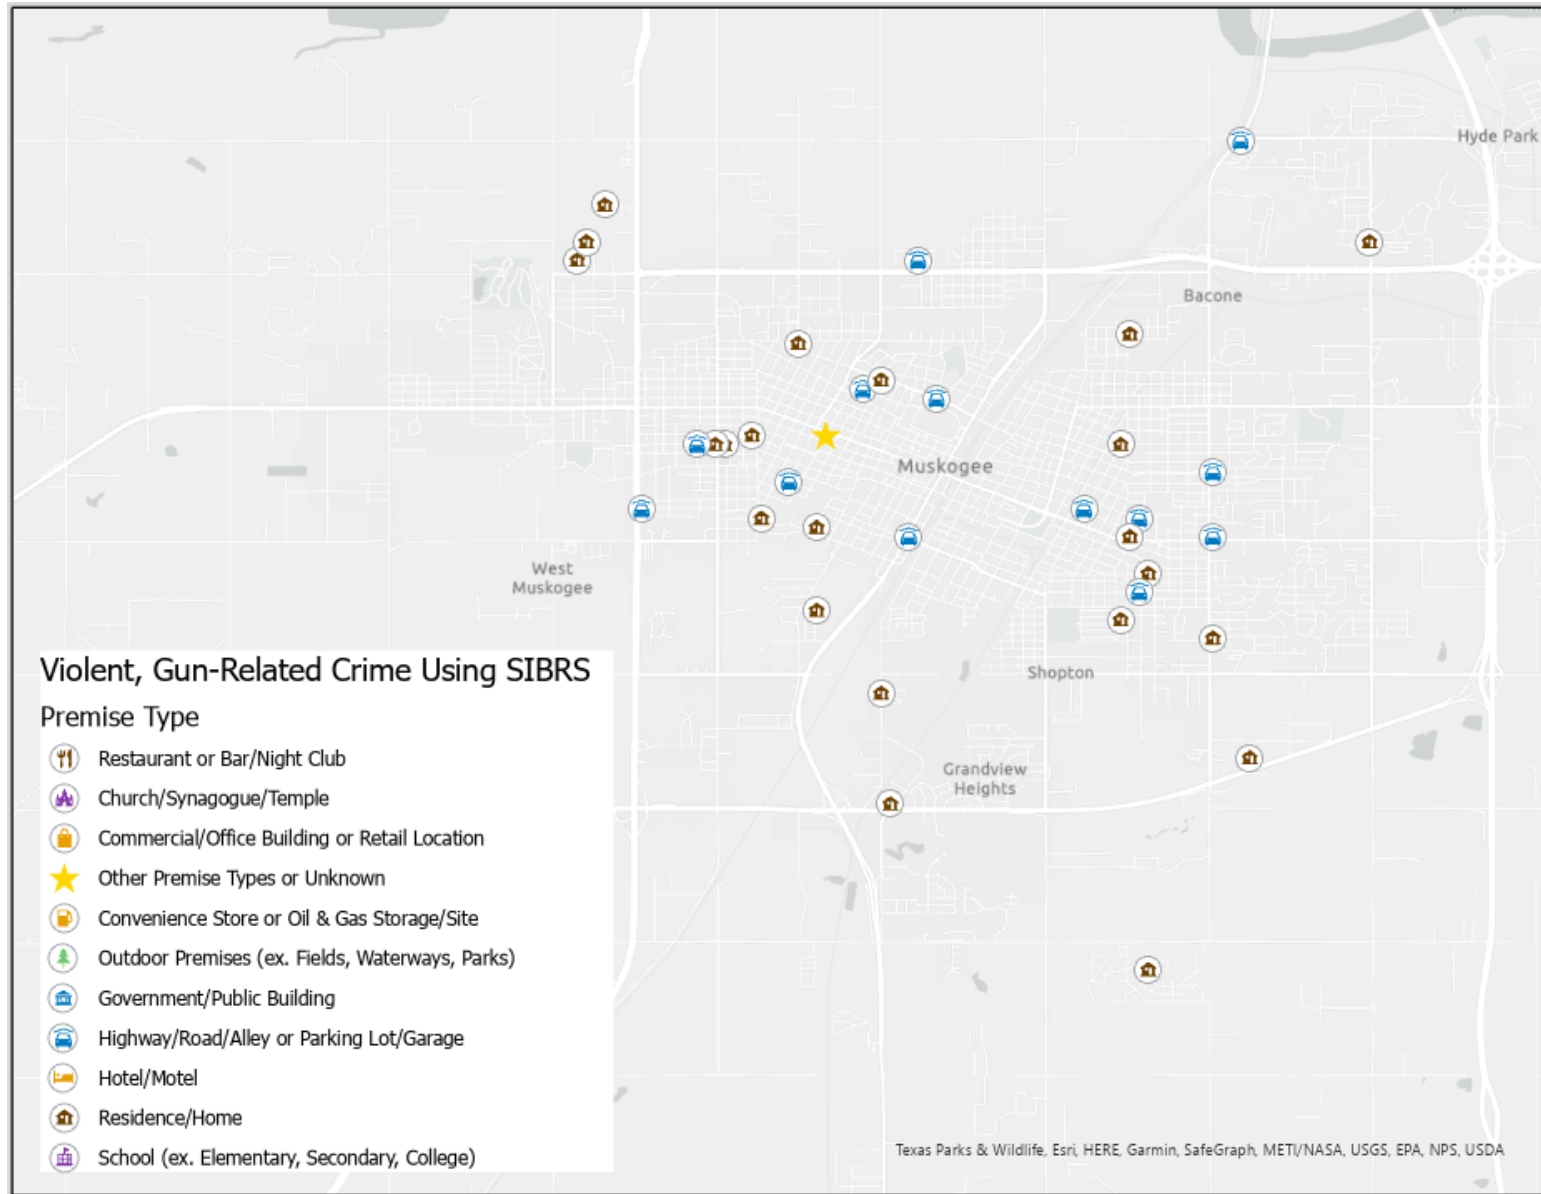 Hyde Park
Bacone
Muskogee
West
Muskogee
Shopton
Grandview
Heights
Violent, Gun-Related Crime Using SIBRS
Premise Type
Restaurant or Bar/Night Club
Church/Synagogue/Temple
Commercial/Office Building or Retail Location
Other Premise Types or Unknown
Convenience Store or Oil & Gas Storage/Site
Outdoor Premises (ex. Fields, Waterways, Parks)
Government/Public Building
Highway/Road/Alley or Parking Lot/Garage
Hotel/Motel
Residence/Home
School (ex. Elementary, Secondary, College)
Texas Parks & Wildlife, Esri, HERE, Garmin, SafeGraph, METI/NASA, USGS, EPA, NPS, USDA